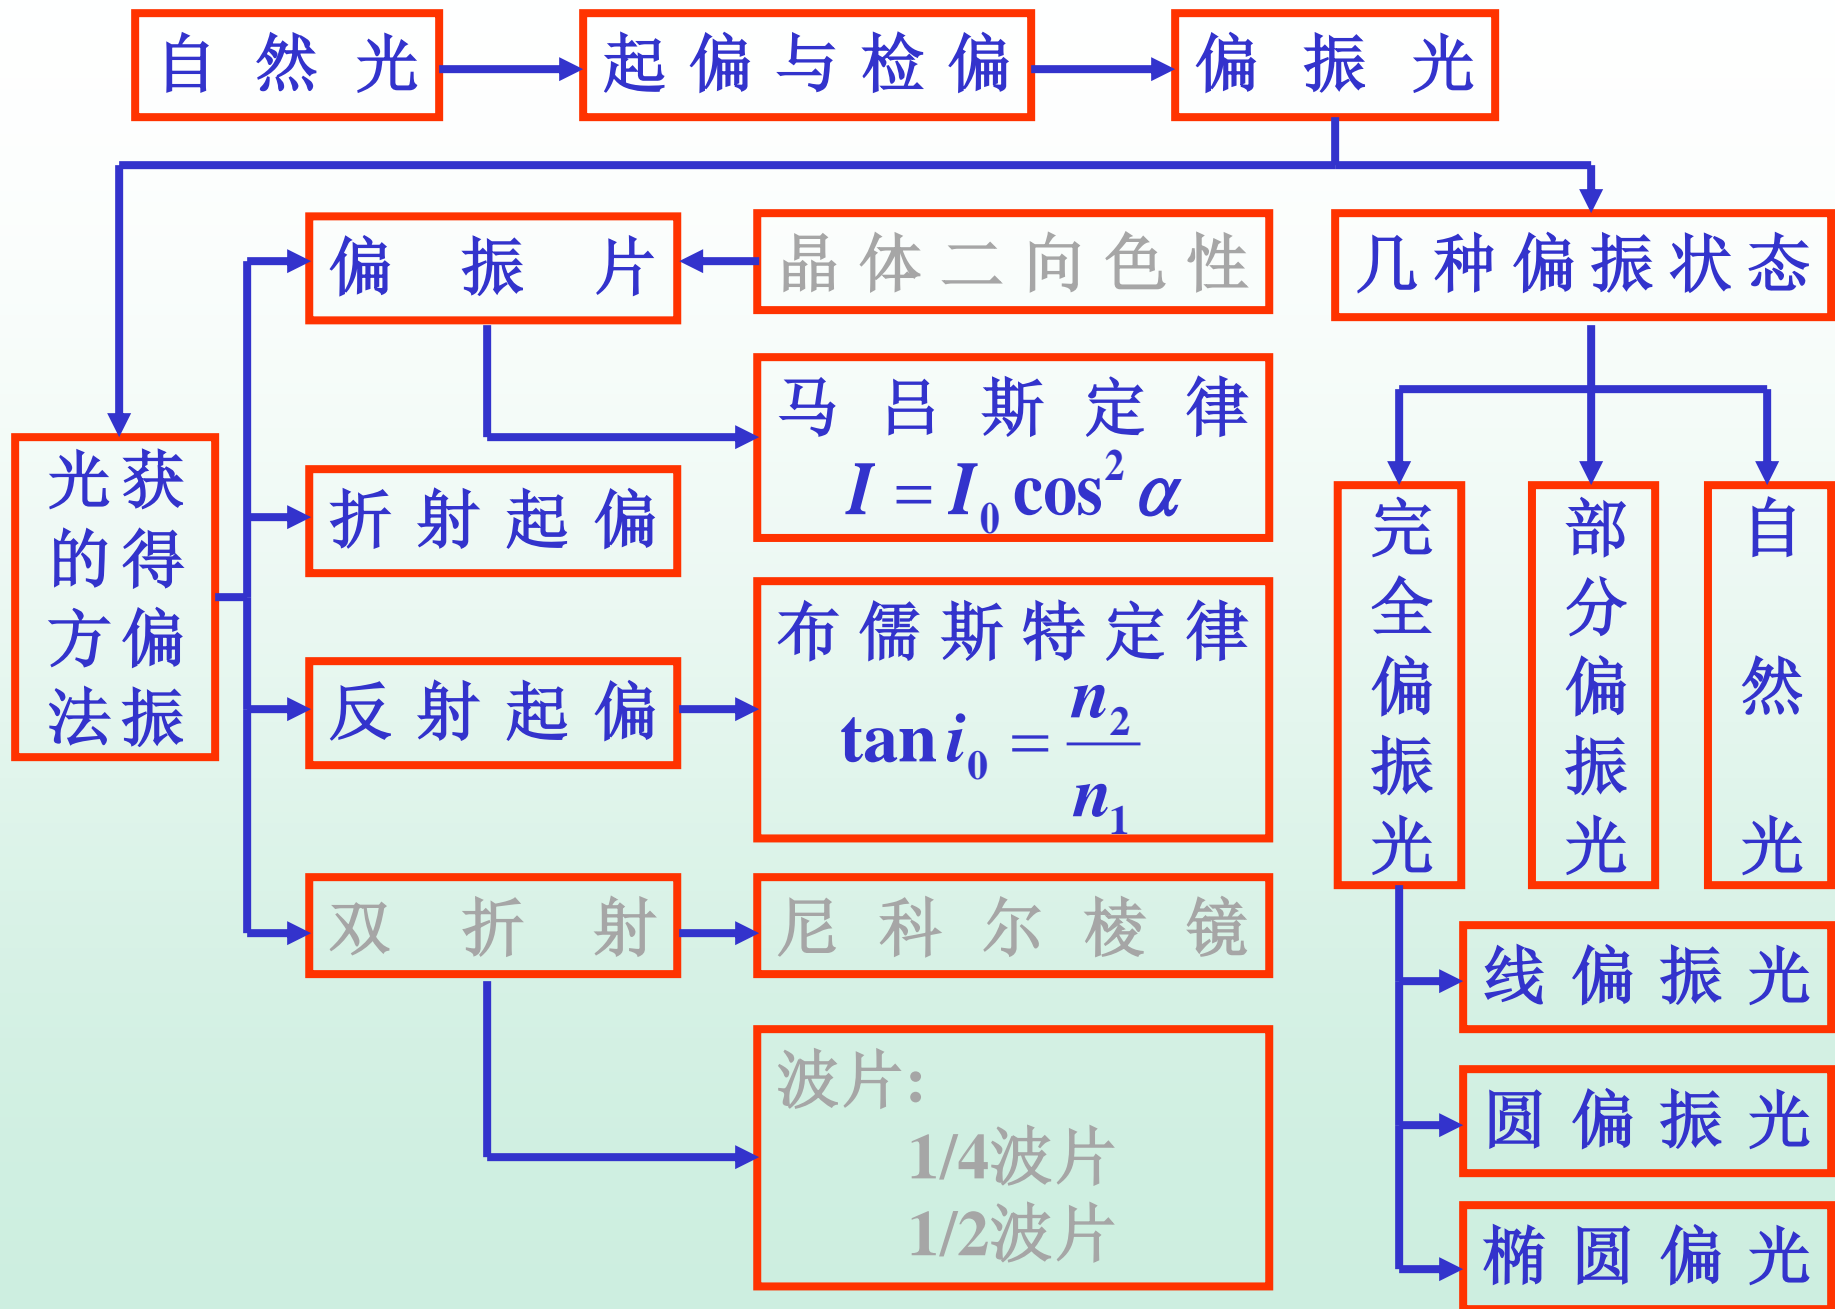 自然光
起偏与检偏
偏振光
偏振片
晶体二向色性
几种偏振状态
马吕斯定律
I = I₀ cos² α
光获
的得
方偏
法振
折射起偏
布儒斯特定律
tan i₀ = n₂/n₁
反射起偏
完全偏振光
部分偏振光
自然光
双折射
尼科尔棱镜
线偏振光
波片:
1/4波片
1/2波片
圆偏振光
椭圆偏光